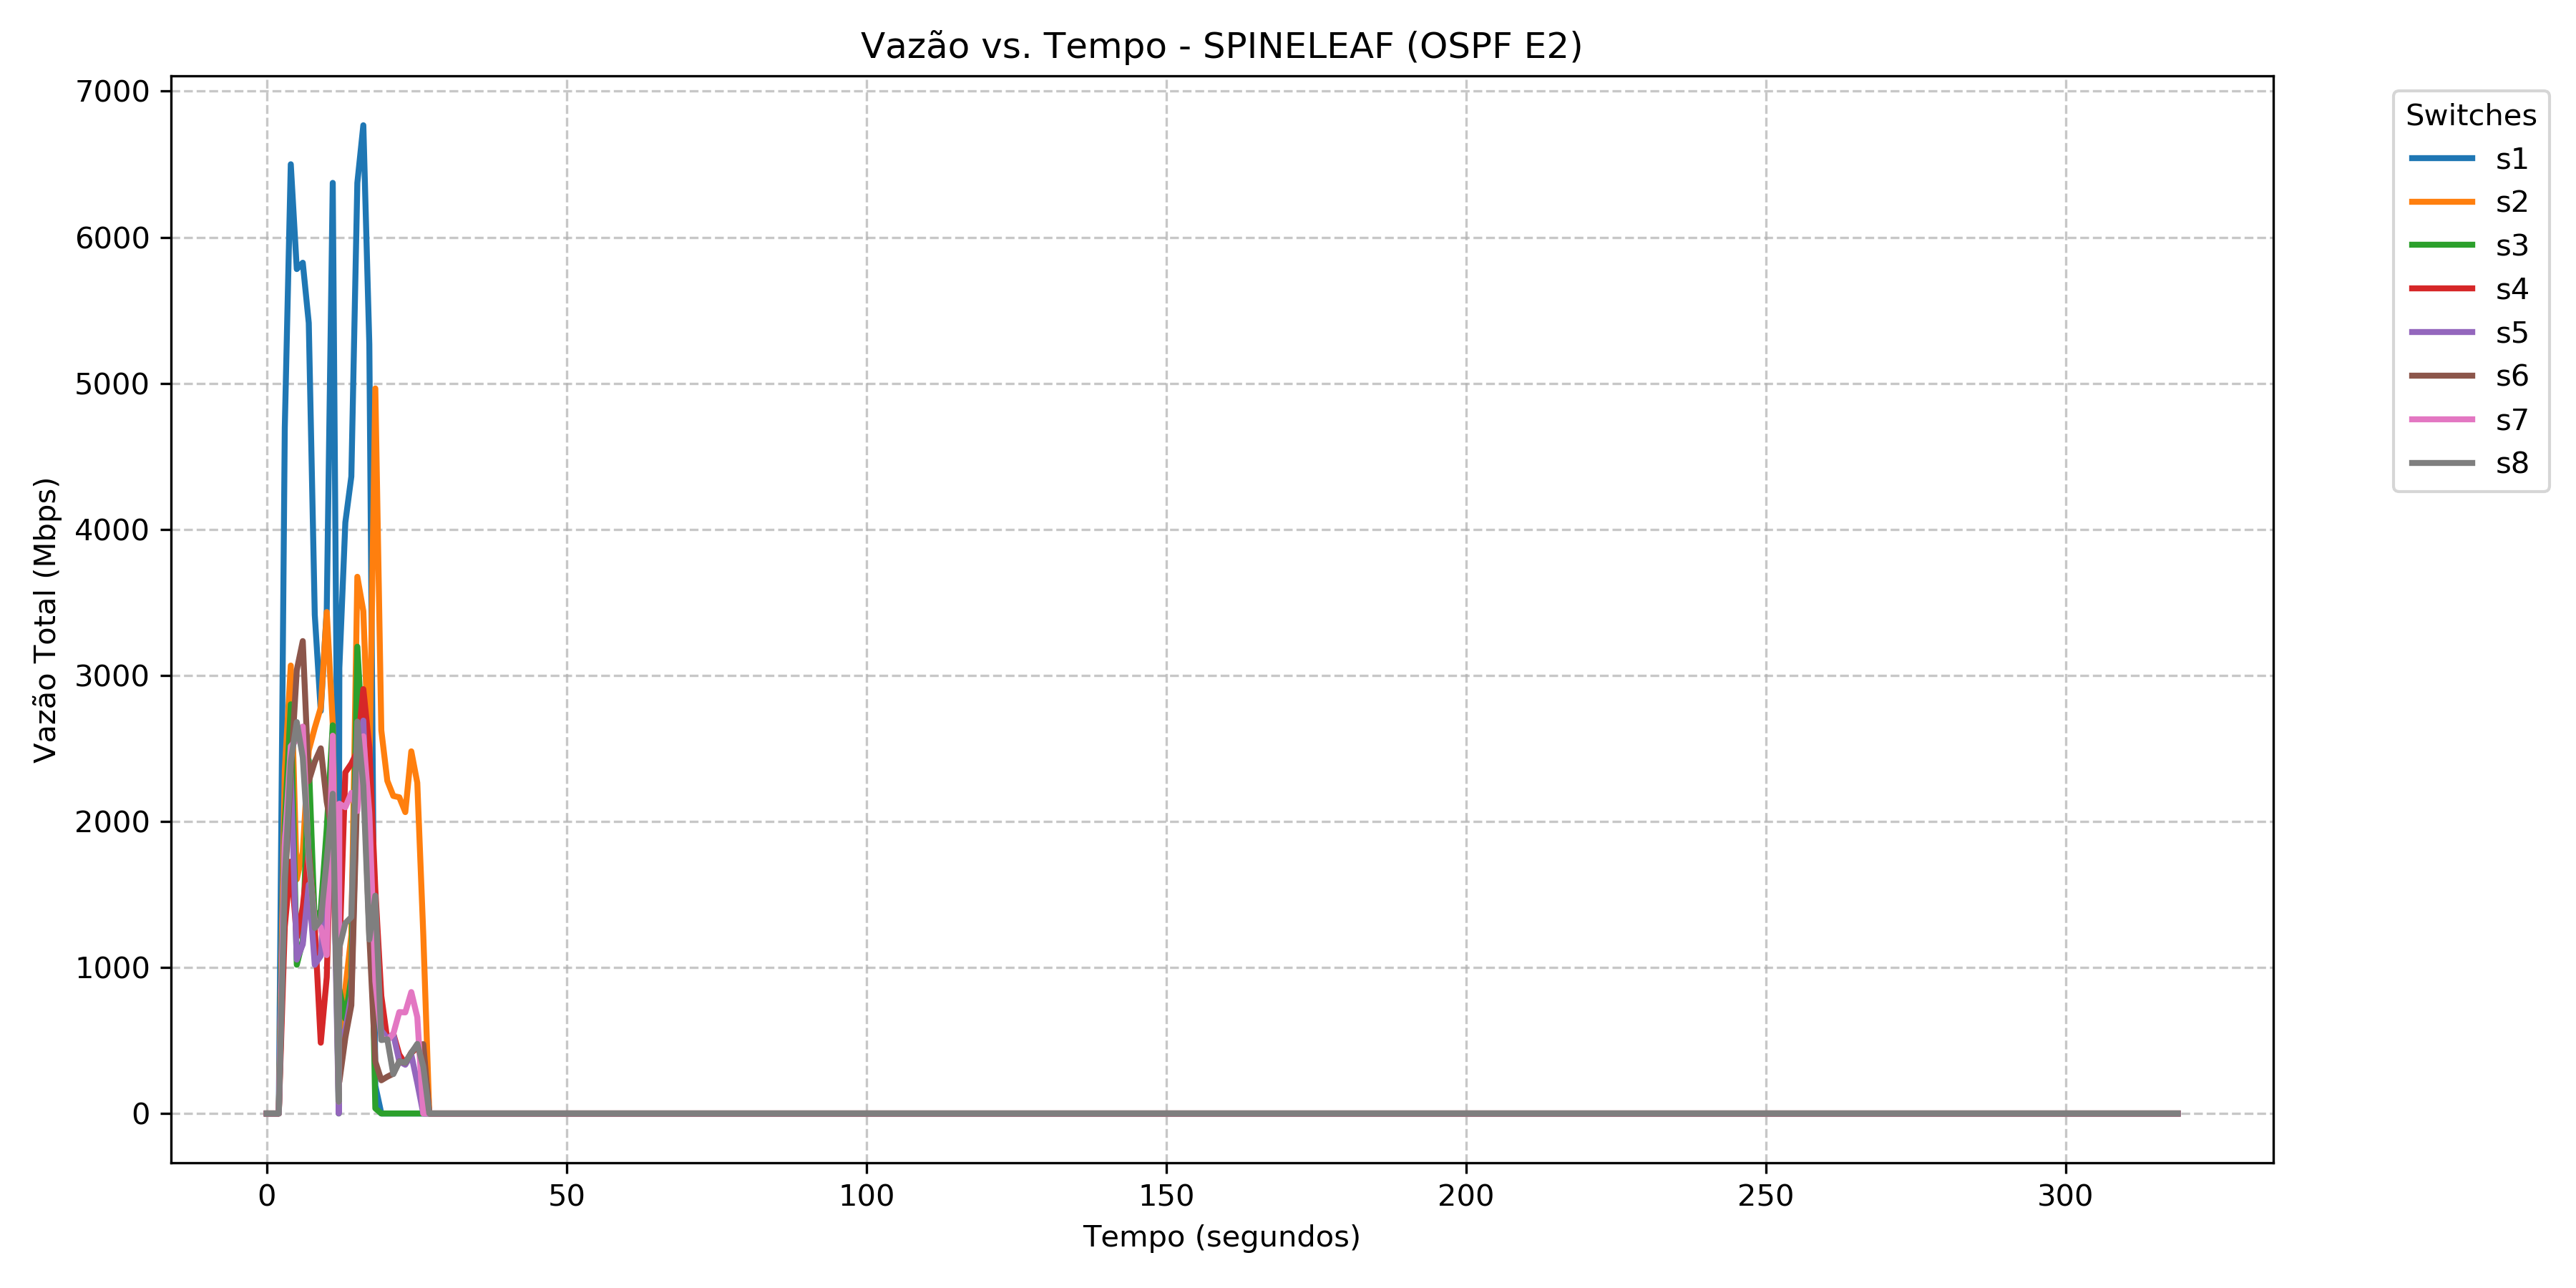 Vazão vs. Tempo - SPINELEAF (OSPF E2)
Vazão Total (Mbps)
7000
6000
5000
4000
3000
2000
1000
0
0 50 100 150 200 250 300
Tempo (segundos)
Switches
s1
s2
s3
s4
s5
s6
s7
s8